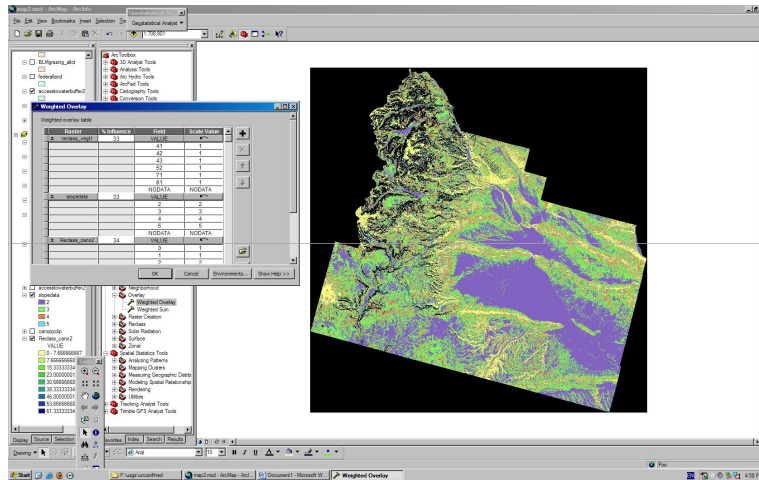 map2.mxd - ArcMap - ArcInfo
File Edit View Bookmarks Insert Selection
Geostatistical Analyst
1:708,901
BLMgrazing_allot
federalland
accesstowaterbuffer2
ArcToolbox
3D Analyst Tools
Analysis Tools
Arc Hydro Tools
ArcPad Tools
Cartography Tools
Conversion Tools
Weighted Overlay
Weighted overlay table
Raster % Influence Field Scale Value
reclass_vegt1 33 VALUE
41 1
42 1
43 1
52 1
71 1
81 1
NODATA NODATA
slopedata 33 VALUE
2 2
3 3
4 4
5 5
NODATA NODATA
Reclass_cano2 34 VALUE
0 1
1 1
2 2
OK Cancel Environments... Show Help >>
accesstowaterbuffer2
slopedata
2
3
4
5
canopyclip
Reclass_cano2
VALUE
0 - 7.666666667
7.666666668
15.33333334
23.00000001
30.66666668
38.33333334
46.00000001
53.66666668
61.33333334
Neighborhood
Overlay
Weighted Overlay
Weighted Sum
Raster Creation
Reclass
Solar Radiation
Surface
Zonal
Spatial Statistics Tools
Analyzing Patterns
Mapping Clusters
Measuring Geographic Distrib
Modeling Spatial Relationship
Rendering
Utilities
Tracking Analyst Tools
Trimble GPS Analyst Tools
Display Source Selection
Favorites Index Search Results
Drawing
Arial 10 B I U A
Pos:
Start
F:\usgs\unconfined
map2.mxd - ArcMap - ArcI...
Document1 - Microsoft W...
Weighted Overlay
EN
4:58 P